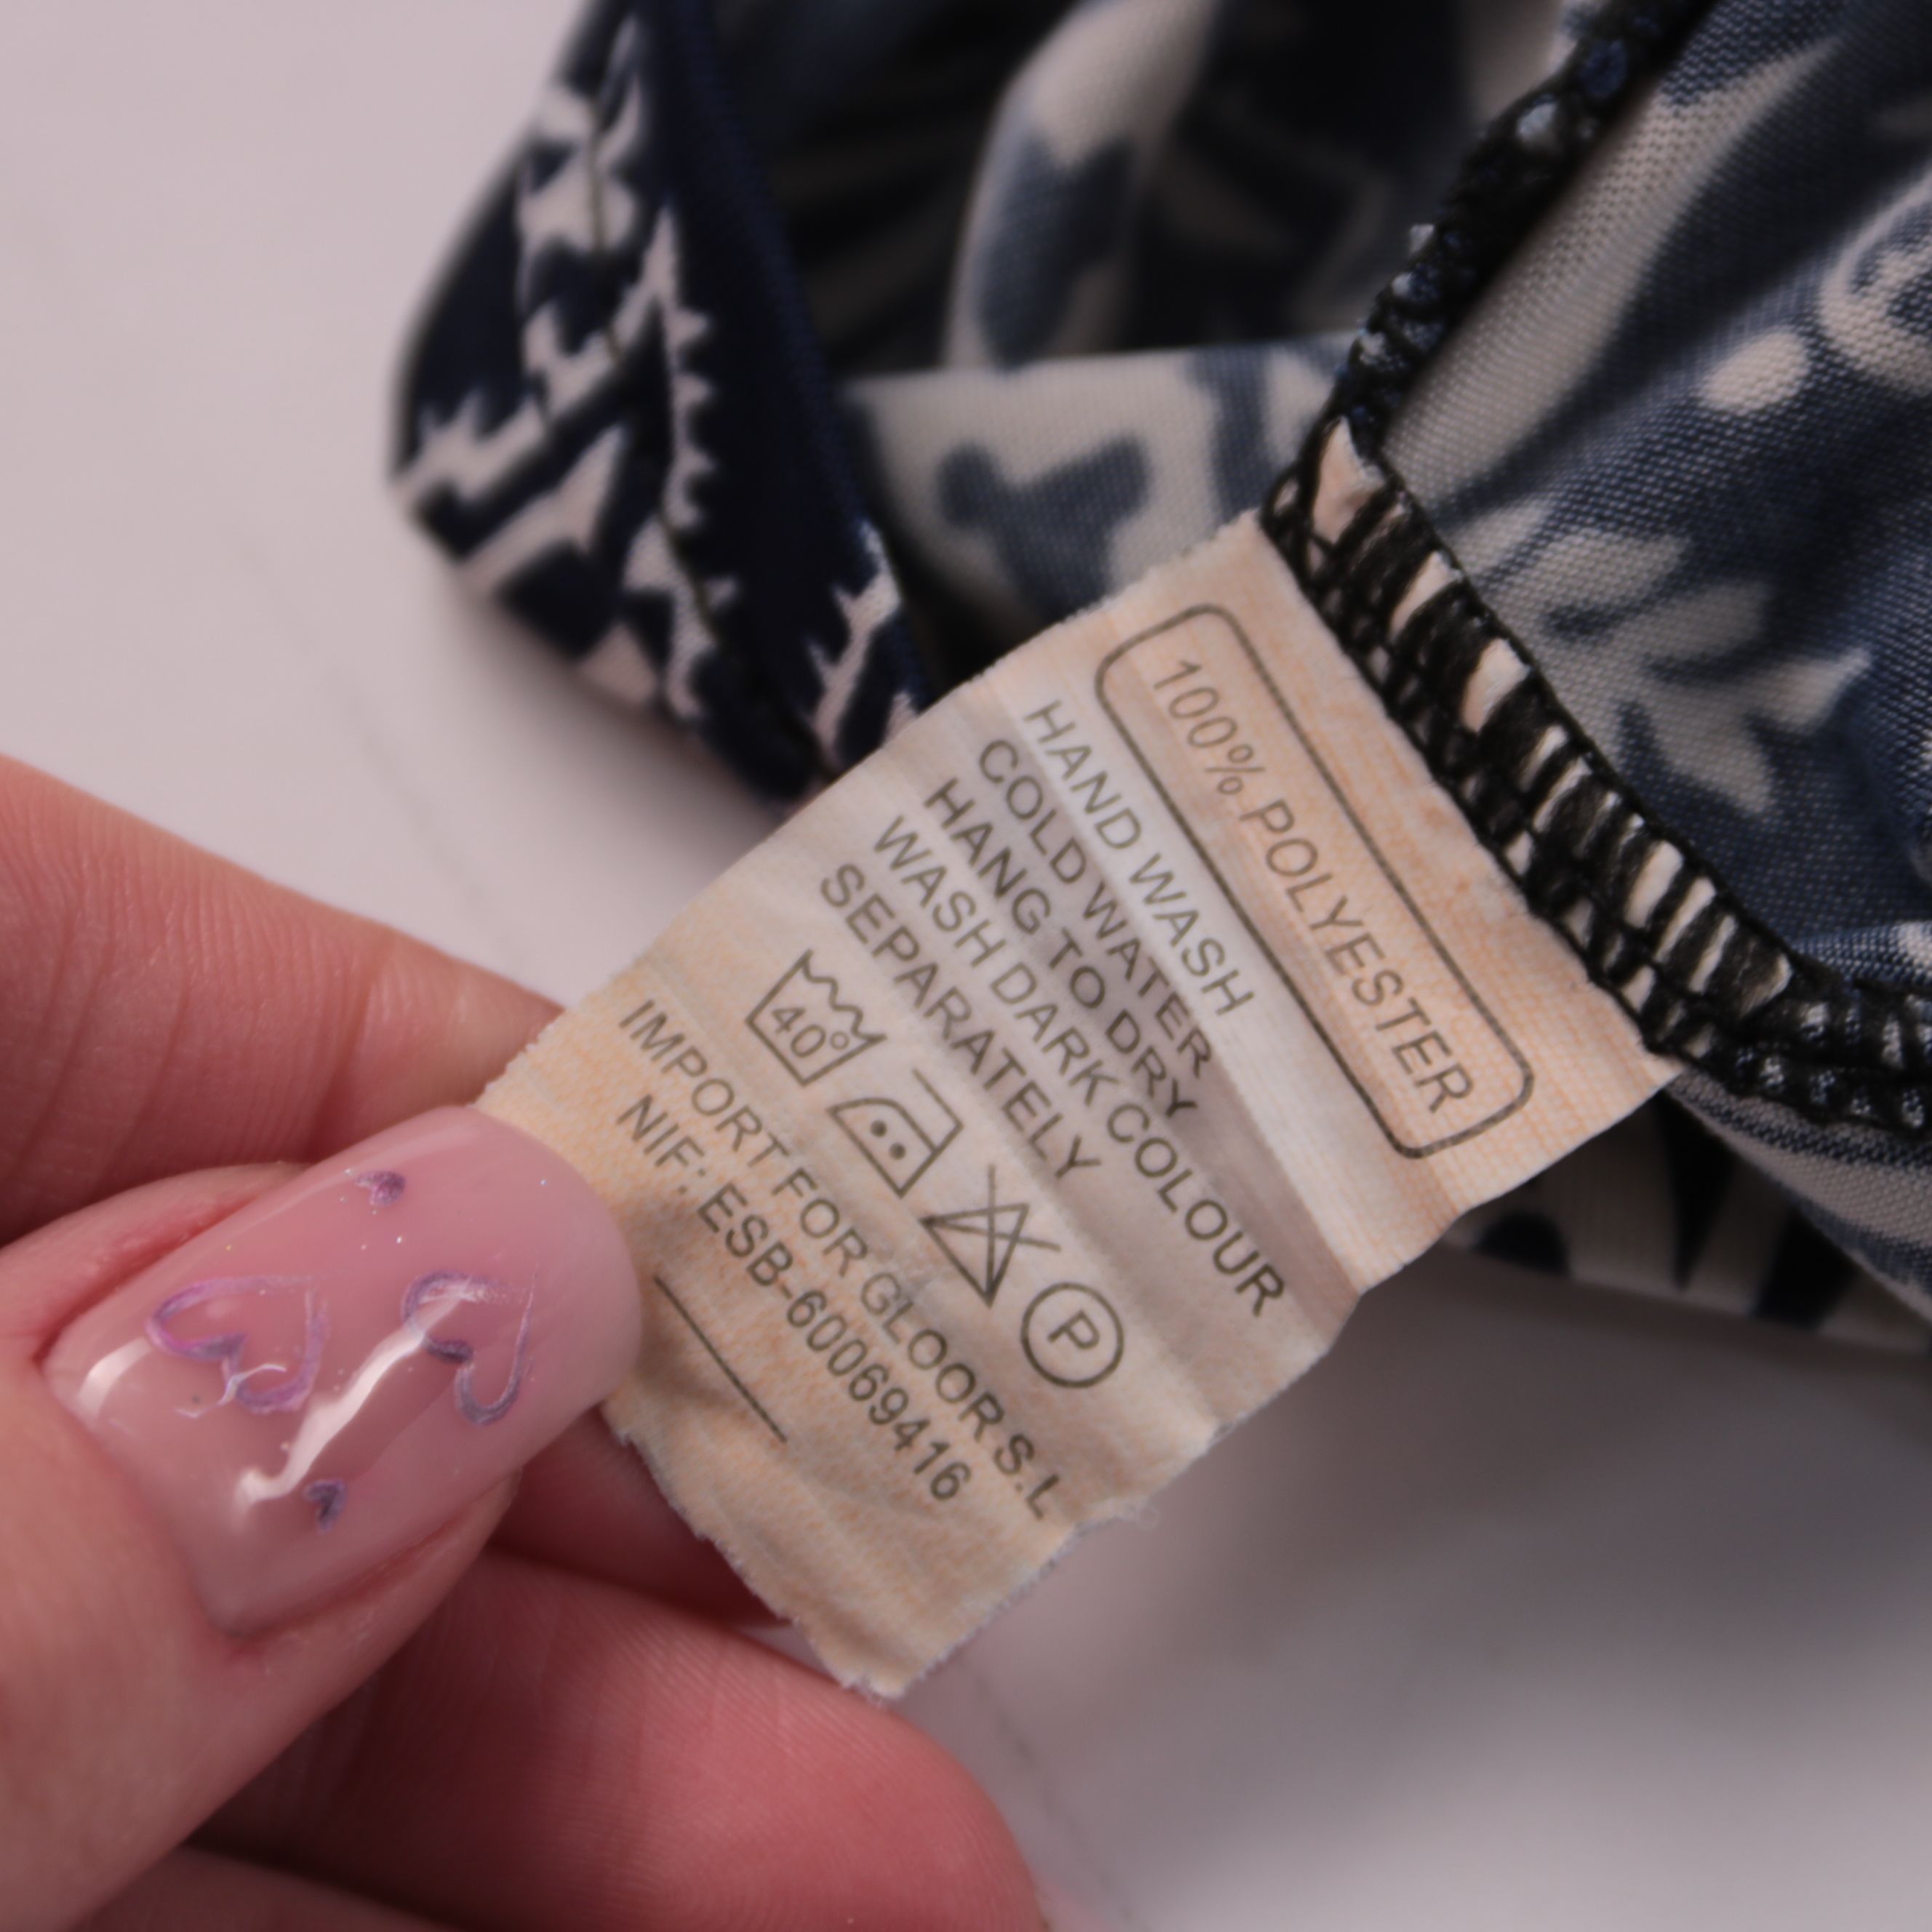 100% POLYESTER
HAND WASH
COLD WATER
HANG TO DRY
WASH DARK COLOUR
SEPARATELY
40° P
IMPORT FOR GLOOR S.L
NIF: ESB-60069416